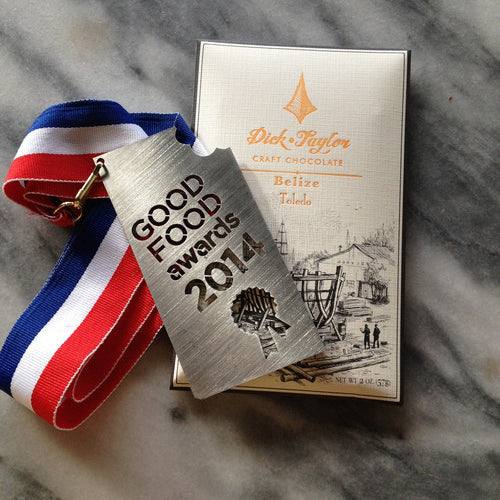 GOOD
FOOD
awards
2014
Dick Taylor
CRAFT CHOCOLATE
Belize
Toledo
NET WT 2 OZ (57g)